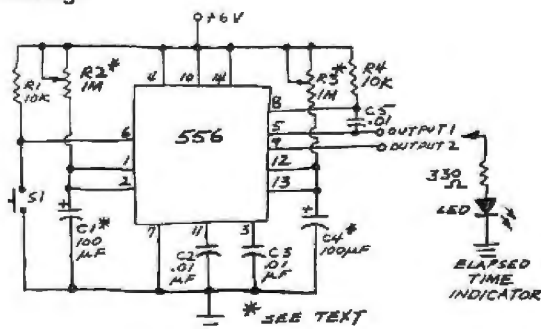 +6V
R1
10K
R2*
1M
4
10
14
R3*
1M
R4
10K
8
C5
.01
6
556
5
OUTPUT 1
9
OUTPUT 2
1
12
2
13
330
Ω
S1
+
C1*
100
µF
7
11
3
+
C4*
100µF
LED
C2
.01
µF
C3
.01
µF
ELAPSED
TIME
INDICATOR
* SEE TEXT